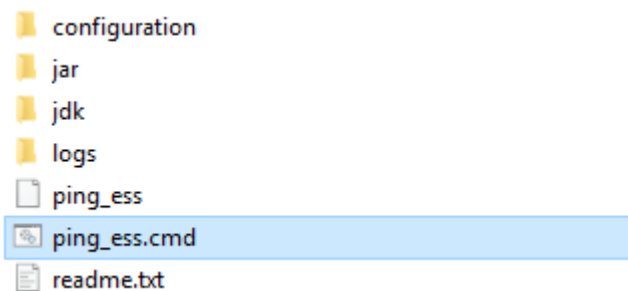 configuration
jar
jdk
logs
ping_ess
ping_ess.cmd
readme.txt